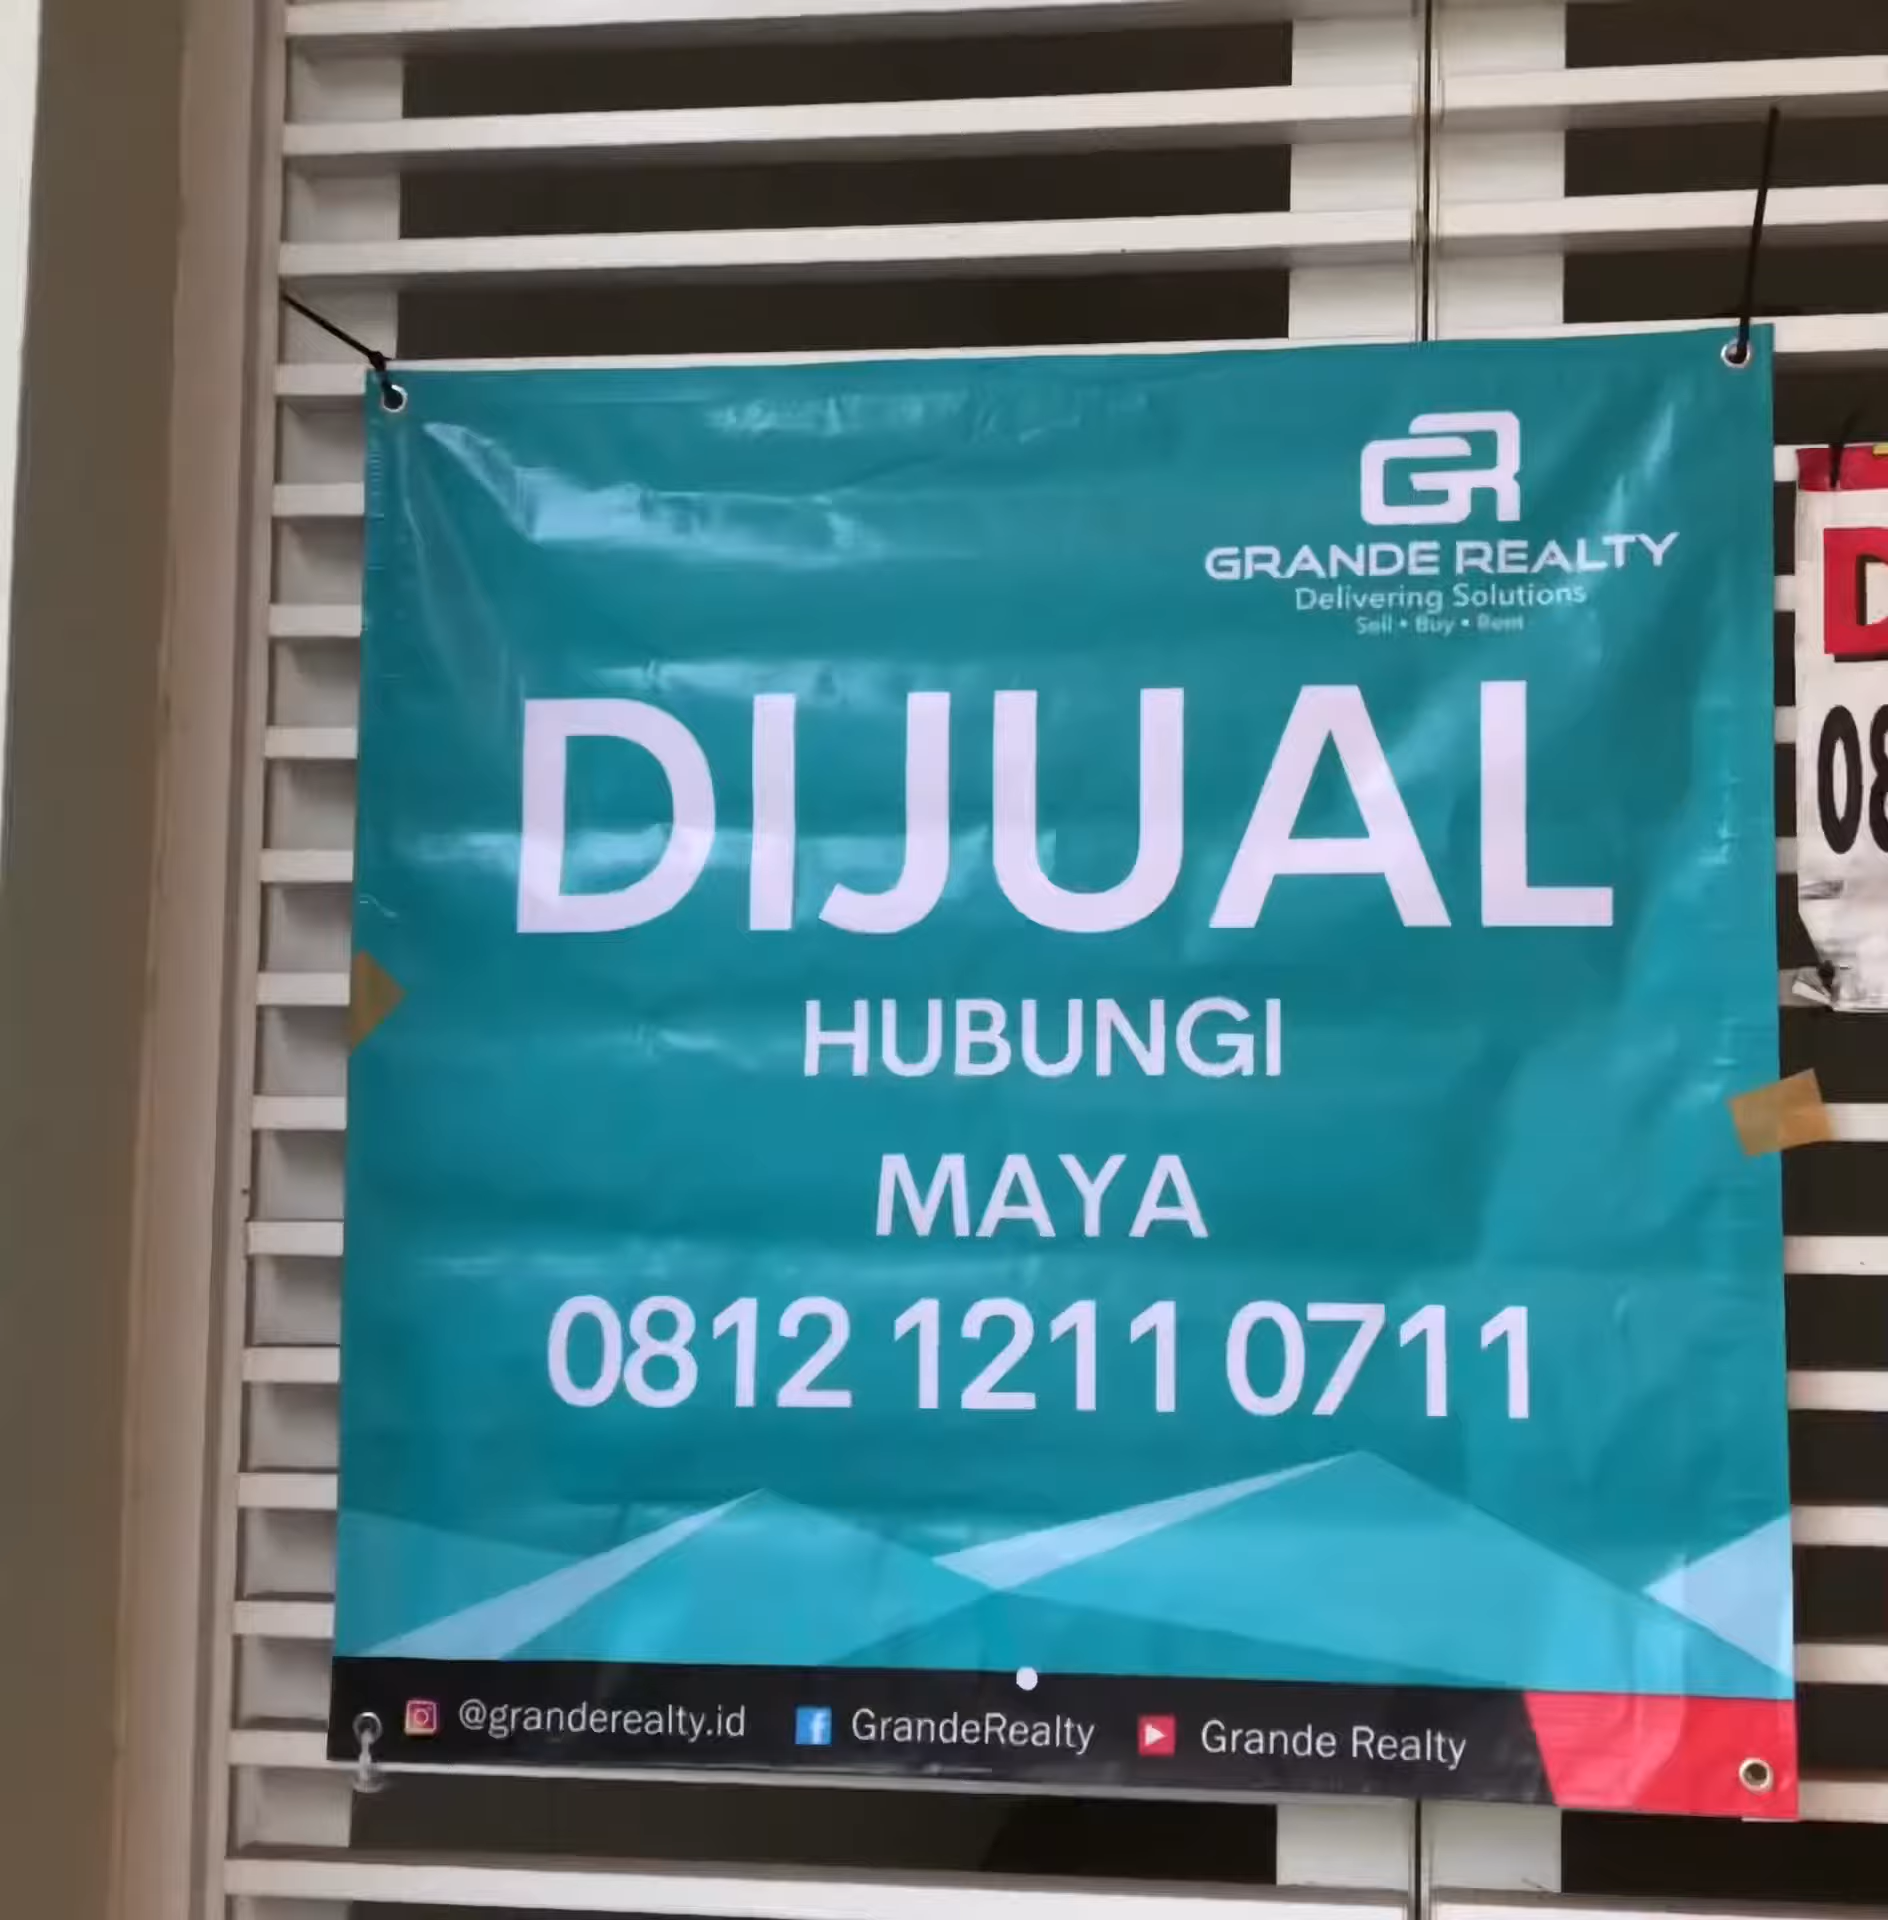 GR
GRANDE REALTY
Delivering Solutions
Sell • Buy • Rent
DIJUAL
HUBUNGI
MAYA
0812 1211 0711
@granderealty.id GrandeRealty Grande Realty
D
08